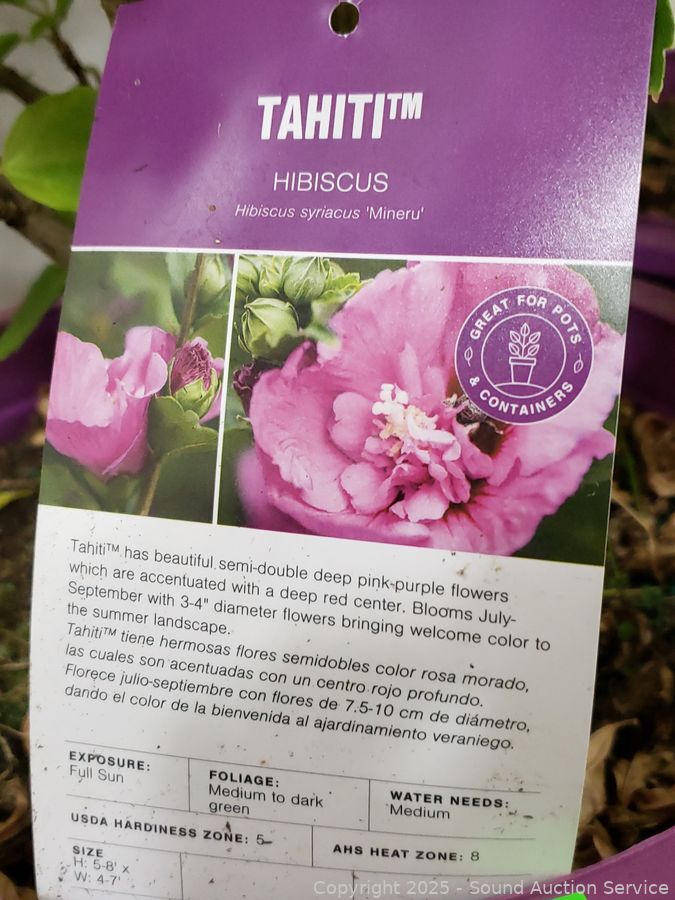 TAHITI™
HIBISCUS
Hibiscus syriacus 'Mineru'
GREAT FOR POTS
& CONTAINERS
Tahiti™ has beautiful semi-double deep pink-purple flowers
which are accentuated with a deep red center. Blooms July-
September with 3-4" diameter flowers bringing welcome color to
the summer landscape.
Tahiti™ tiene hermosas flores semidobles color rosa morado,
las cuales son acentuadas con un centro rojo profundo.
Florece julio-septiembre con flores de 7.5-10 cm de diámetro,
dando el color de la bienvenida al ajardinamiento veraniego.
EXPOSURE:
Full Sun
FOLIAGE:
Medium to dark
green
WATER NEEDS:
Medium
USDA HARDINESS ZONE: 5
AHS HEAT ZONE: 8
SIZE
H: 5-8' x
W: 4-7'
Copyright 2025 - Sound Auction Service